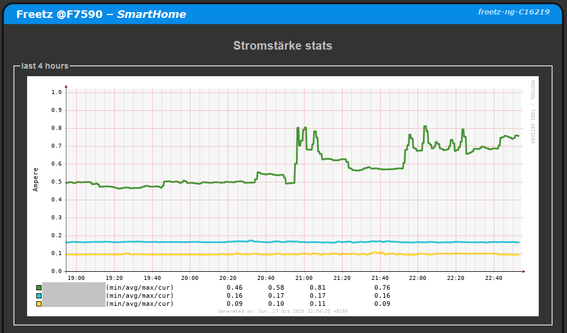 Freetz @F7590 – SmartHome
freetz-ng-C16219
Stromstärke stats
last 4 hours
1.0
0.9
0.8
0.7
0.6
0.5
0.4
0.3
0.2
0.1
0.0
Ampere
19:00 19:20 19:40 20:00 20:20 20:40 21:00 21:20 21:40 22:00 22:20 22:40
(min/avg/max/cur) 0.46 0.58 0.81 0.76
(min/avg/max/cur) 0.16 0.17 0.17 0.16
(min/avg/max/cur) 0.09 0.10 0.11 0.09
Generated on: Sun, 27 Oct 2019 22:54:23 +0100
RRDTOOL / TOBI OETIKER